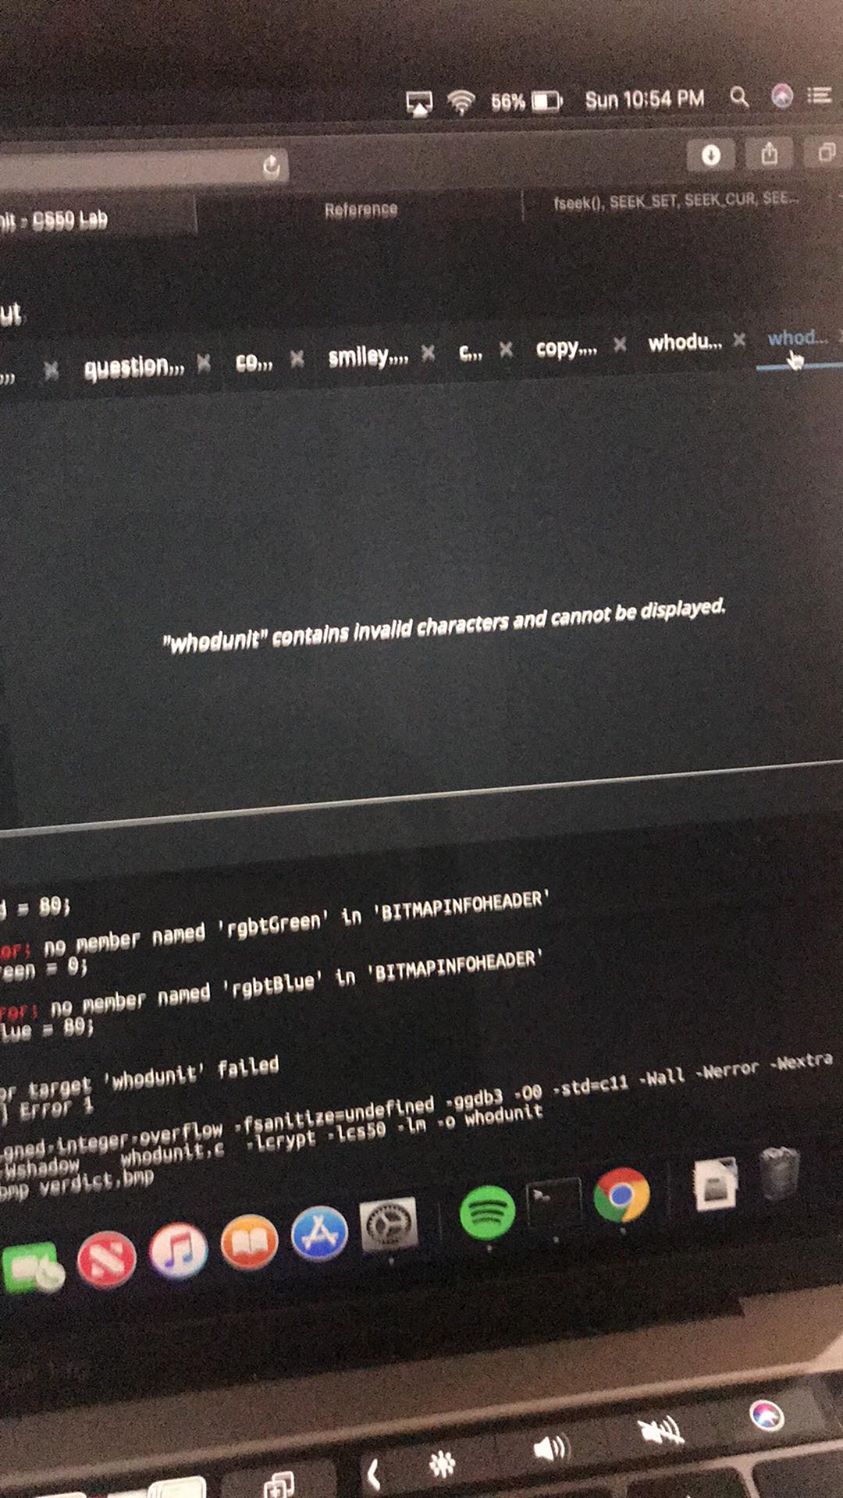 56% Sun 10:54 PM
CS50 Lab
Reference
fseek(), SEEK_SET, SEEK_CUR, SEE...
ut
question...
co...
smiley....
c...
copy....
whodu...
whod...
"whodunit" contains invalid characters and cannot be displayed.
= 80;
or: no member named 'rgbtGreen' in 'BITMAPINFOHEADER'
een = 0;
ror: no member named 'rgbtBlue' in 'BITMAPINFOHEADER'
lue = 80;
or target 'whodunit' failed
] Error 1
gned-integer-overflow -fsanitize=undefined -ggdb3 -O0 -std=c11 -Wall -Werror -Wextra
-Wshadow whodunit.c -lcrypt -lcs50 -lm -o whodunit
bmp verdict.bmp